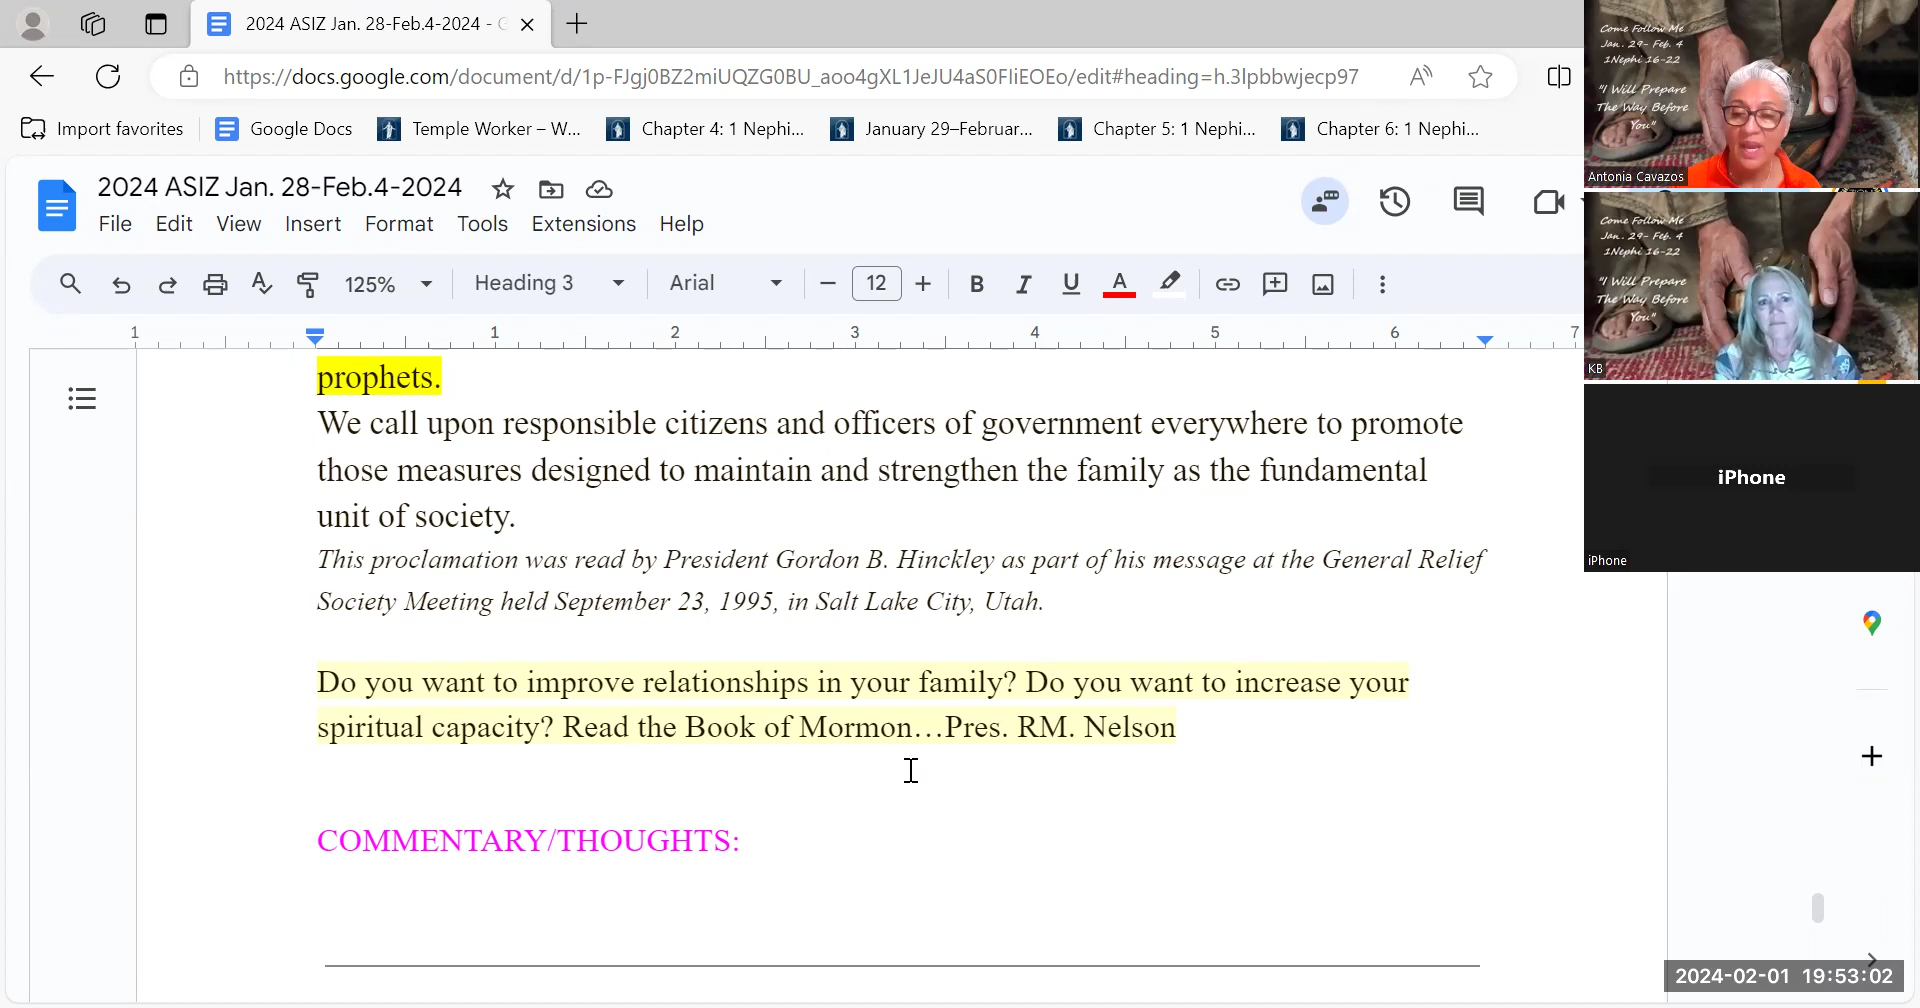 2024 ASIZ Jan. 28-Feb.4-2024 - G
https://docs.google.com/document/d/1p-FJgj0BZ2miUQZG0BU_aoo4gXL1JeJU4aS0FIiEOEo/edit#heading=h.3lpbbwjecp97
Import favorites
Google Docs
Temple Worker – W...
Chapter 4: 1 Nephi...
January 29–Februar...
Chapter 5: 1 Nephi...
Chapter 6: 1 Nephi...
2024 ASIZ Jan. 28-Feb.4-2024
File Edit View Insert Format Tools Extensions Help
125% Heading 3 Arial 12 B I U A
1 1 2 3 4 5 6 7
prophets.
We call upon responsible citizens and officers of government everywhere to promote
those measures designed to maintain and strengthen the family as the fundamental
unit of society.
This proclamation was read by President Gordon B. Hinckley as part of his message at the General Relief
Society Meeting held September 23, 1995, in Salt Lake City, Utah.
Do you want to improve relationships in your family? Do you want to increase your
spiritual capacity? Read the Book of Mormon…Pres. RM. Nelson
COMMENTARY/THOUGHTS:
Come Follow Me
Jan. 29- Feb. 4
1Nephi 16-22
"I Will Prepare
The Way Before
You"
Antonia Cavazos
Come Follow Me
Jan. 29- Feb. 4
1Nephi 16-22
"I Will Prepare
The Way Before
You"
KB
iPhone
iPhone
2024-02-01 19:53:02